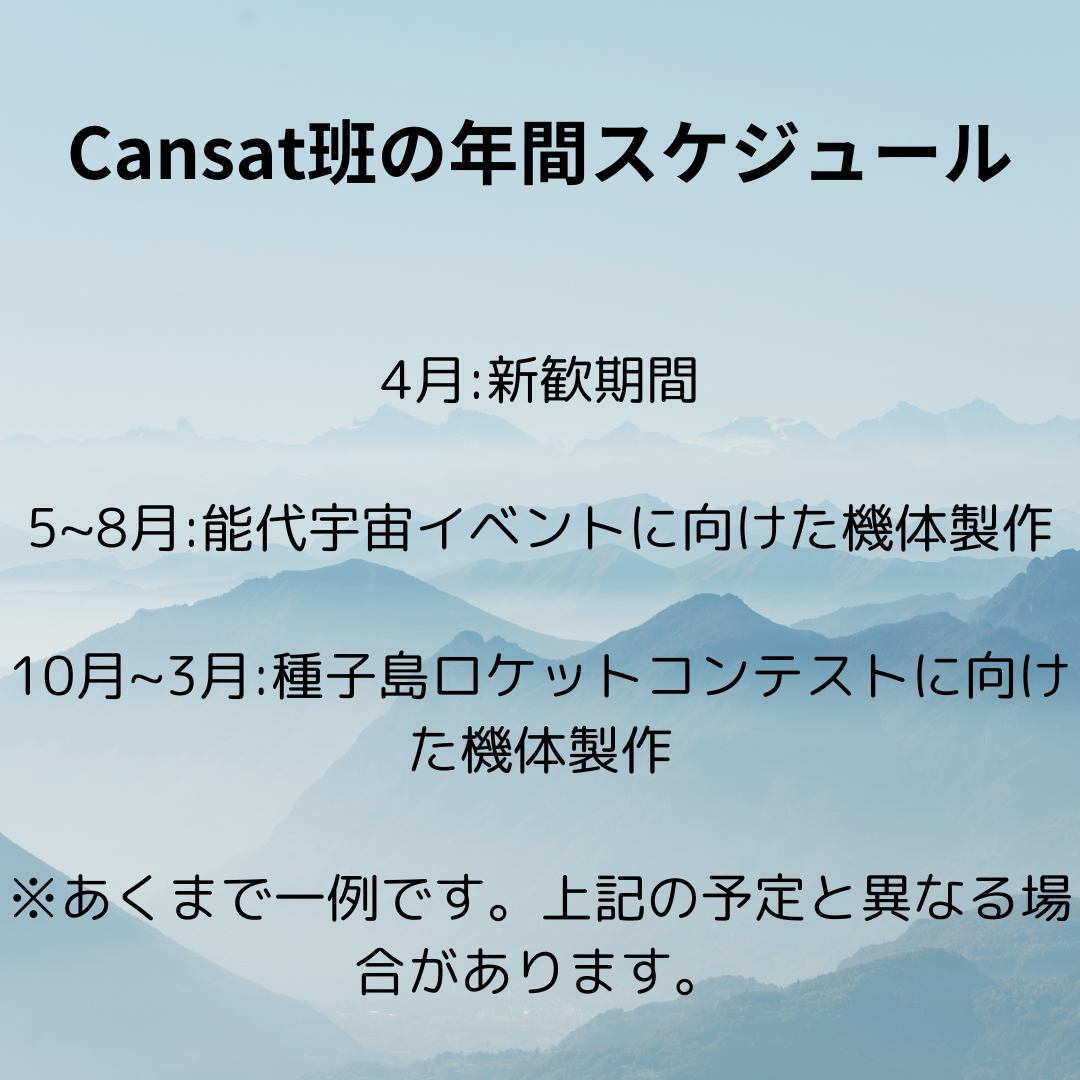 Cansat班の年間スケジュール
4月:新歓期間
5~8月:能代宇宙イベントに向けた機体製作
10月~3月:種子島ロケットコンテストに向け
た機体製作
※あくまで一例です。上記の予定と異なる場
合があります。